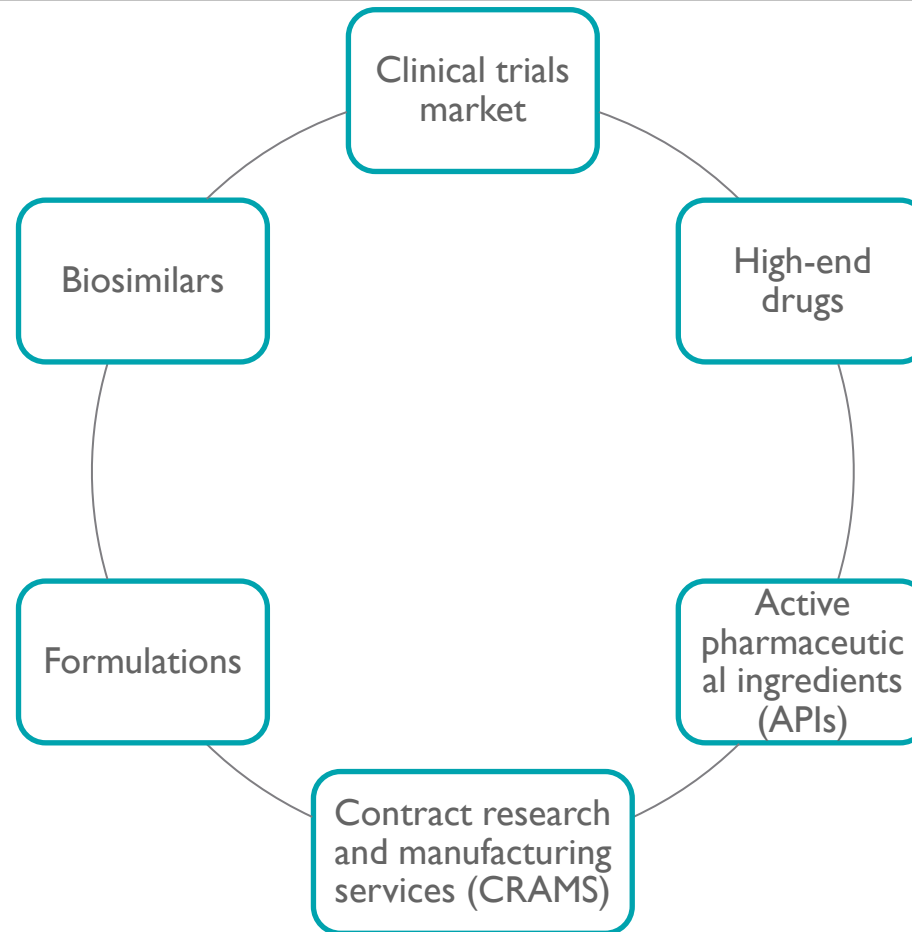 Clinical trials
market
High-end
drugs
Active
pharmaceutic
al ingredients
(APIs)
Contract research
and manufacturing
services (CRAMS)
Formulations
Biosimilars